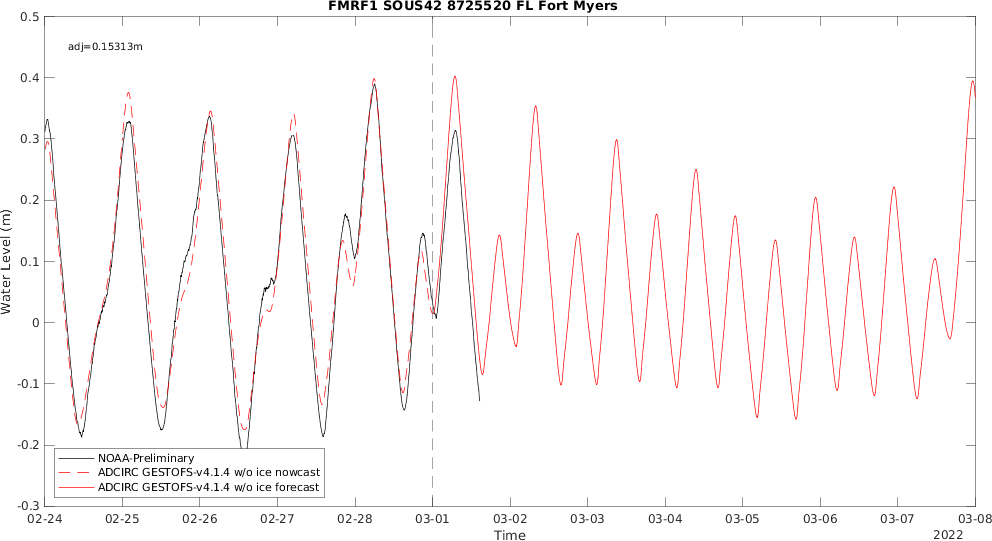 FMRF1 SOUS42 8725520 FL Fort Myers
adj=0.15313m
0.5
0.4
0.3
0.2
0.1
0
-0.1
-0.2
-0.3
Water Level (m)
NOAA-Preliminary
ADCIRC GESTOFS-v4.1.4 w/o ice nowcast
ADCIRC GESTOFS-v4.1.4 w/o ice forecast
02-24 02-25 02-26 02-27 02-28 03-01 03-02 03-03 03-04 03-05 03-06 03-07 03-08
Time
2022